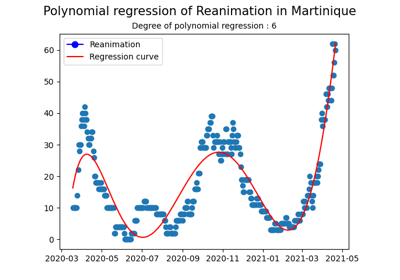 Polynomial regression of Reanimation in Martinique
Degree of polynomial regression : 6
Reanimation
Regression curve
60
50
40
30
20
10
0
2020-03 2020-05 2020-07 2020-09 2020-11 2021-01 2021-03 2021-05